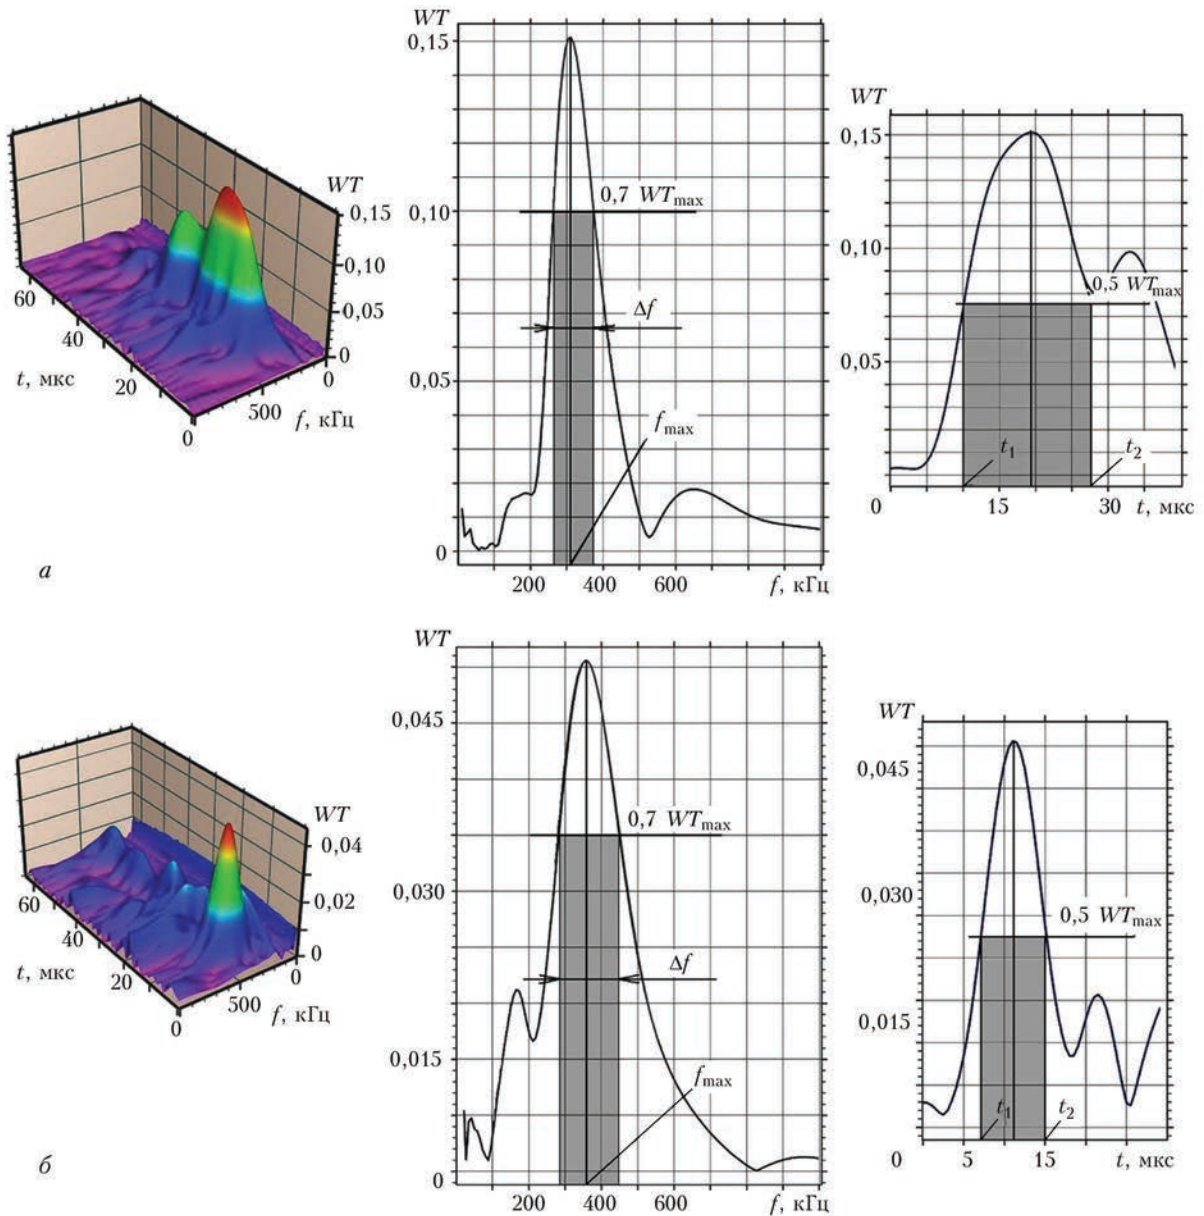 WT
0,15
0,10
0,05
0
60
40
20
0
t, мкс
500
0
f, кГц
WT
0,15
0,10
0,05
0
0,7 WTmax
Δf
fmax
200 400 600 f, кГц
WT
0,15
0,10
0,05
0,5 WTmax
t1
t2
0 15 30 t, мкс
а
WT
0,04
0,02
0
60
40
20
0
t, мкс
500
0
f, кГц
WT
0,045
0,030
0,015
0
0,7 WTmax
Δf
fmax
200 400 600 f, кГц
WT
0,045
0,030
0,015
0,5 WTmax
t1
t2
0 5 15 t, мкс
б